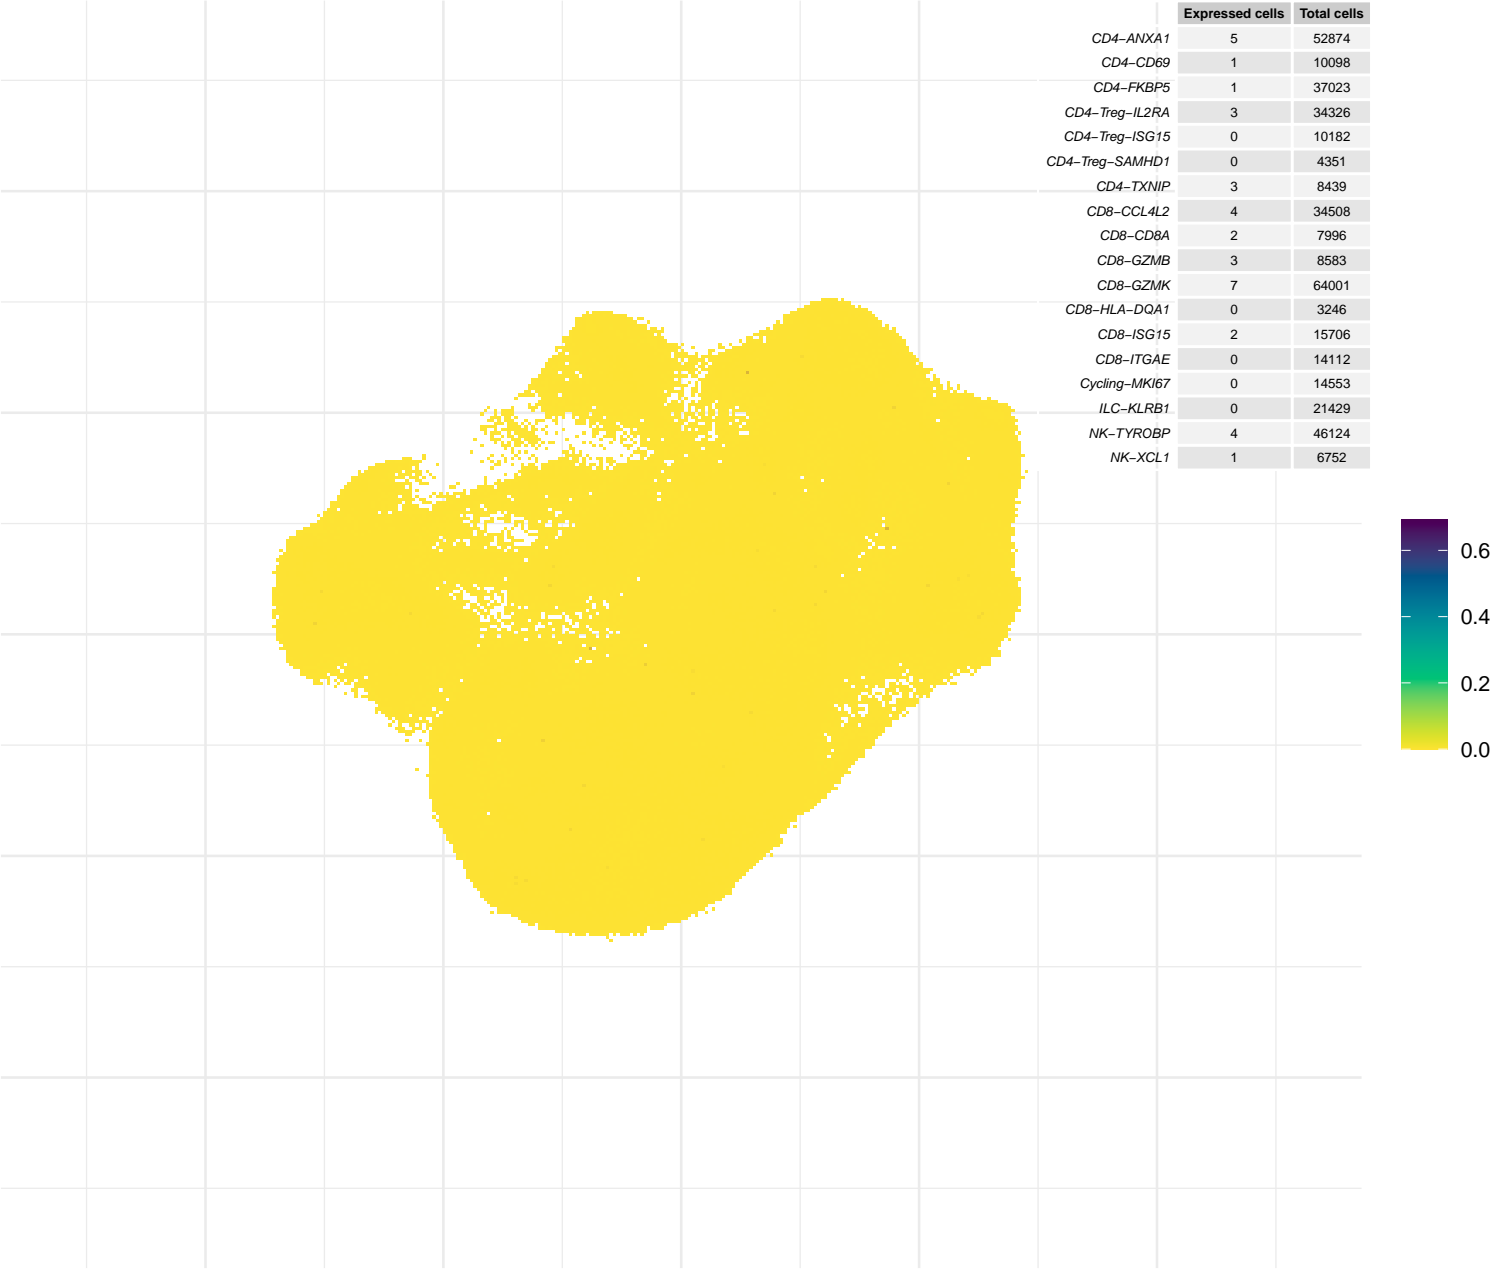 Expressed cells Total cells
CD4−ANXA1 5 52874
CD4−CD69 1 10098
CD4−FKBP5 1 37023
CD4−Treg−IL2RA 3 34326
CD4−Treg−ISG15 0 10182
CD4−Treg−SAMHD1 0 4351
CD4−TXNIP 3 8439
CD8−CCL4L2 4 34508
CD8−CD8A 2 7996
CD8−GZMB 3 8583
CD8−GZMK 7 64001
CD8−HLA−DQA1 0 3246
CD8−ISG15 2 15706
CD8−ITGAE 0 14112
Cycling−MKI67 0 14553
ILC−KLRB1 0 21429
NK−TYROBP 4 46124
NK−XCL1 1 6752
0.6
0.4
0.2
0.0